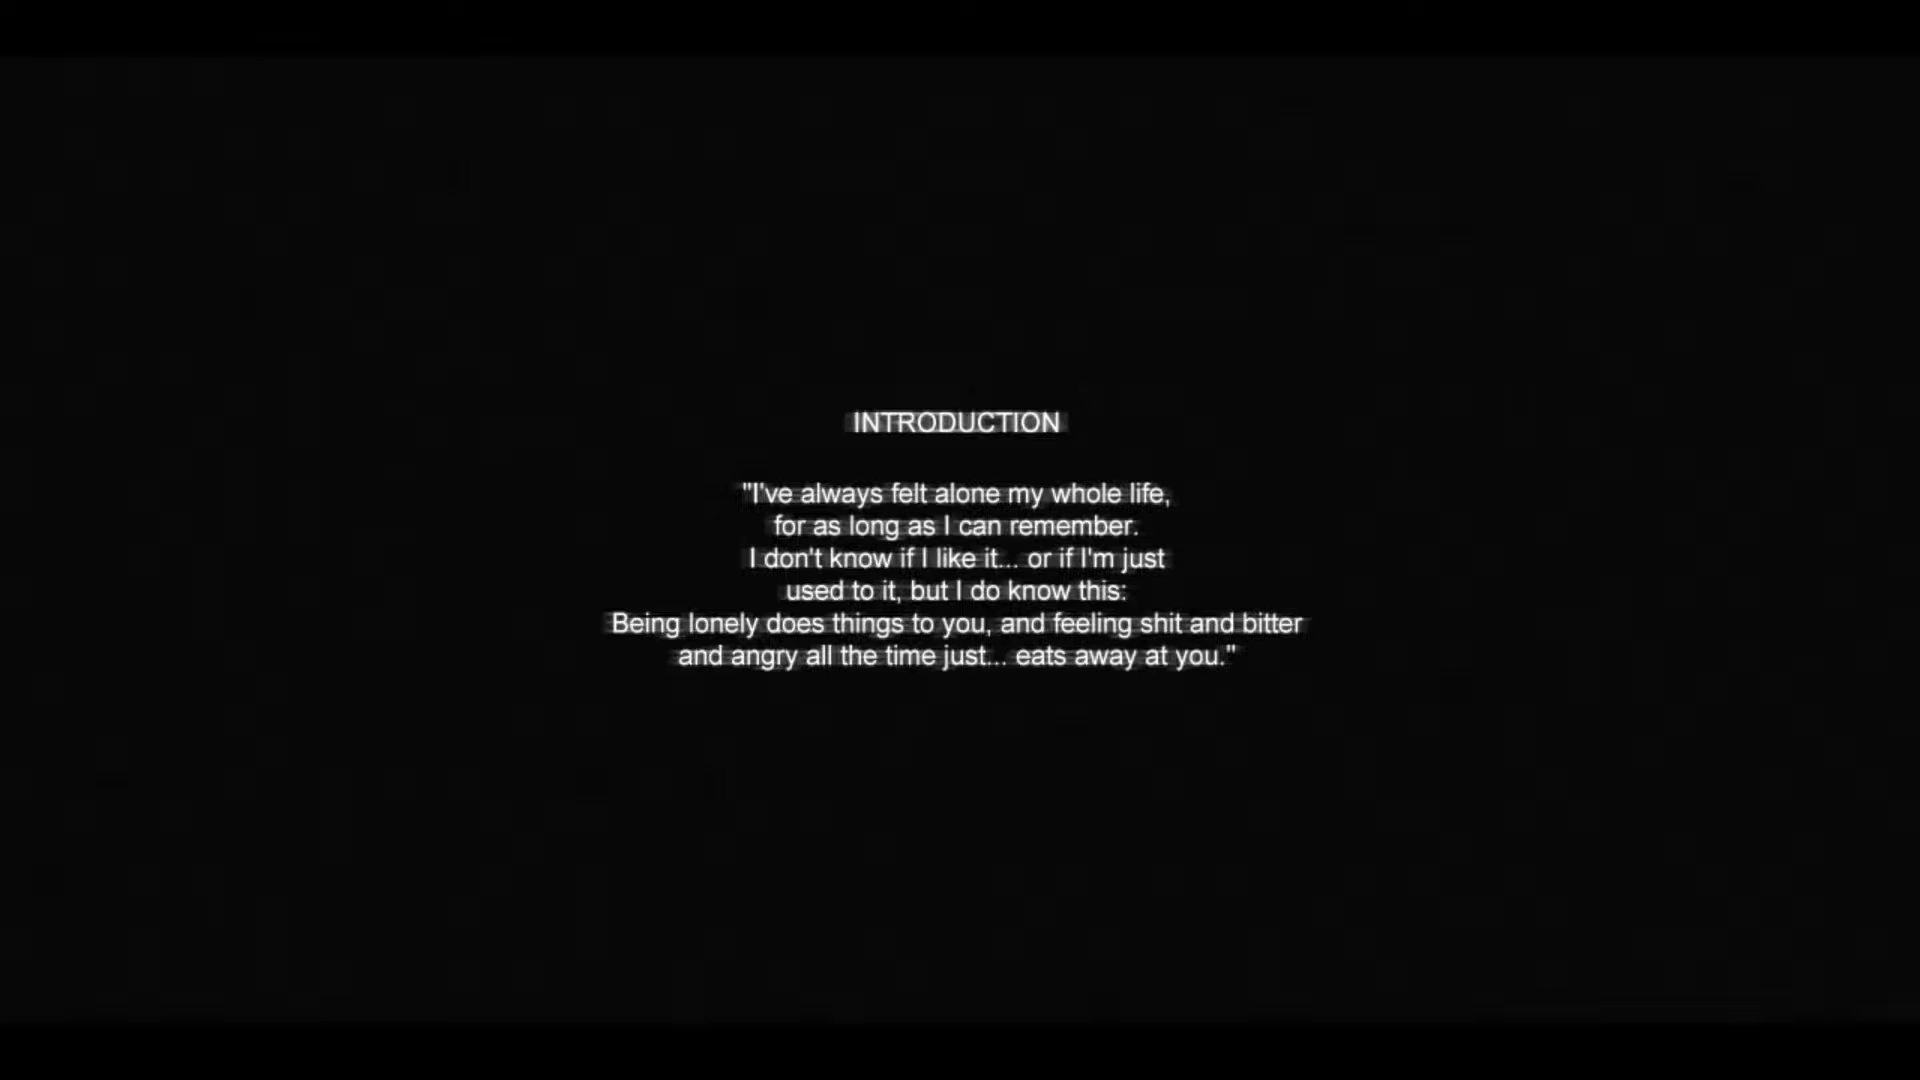 INTRODUCTION
"I've always felt alone my whole life,
for as long as I can remember.
I don't know if I like it... or if I'm just
used to it, but I do know this:
Being lonely does things to you, and feeling shit and bitter
and angry all the time just... eats away at you."